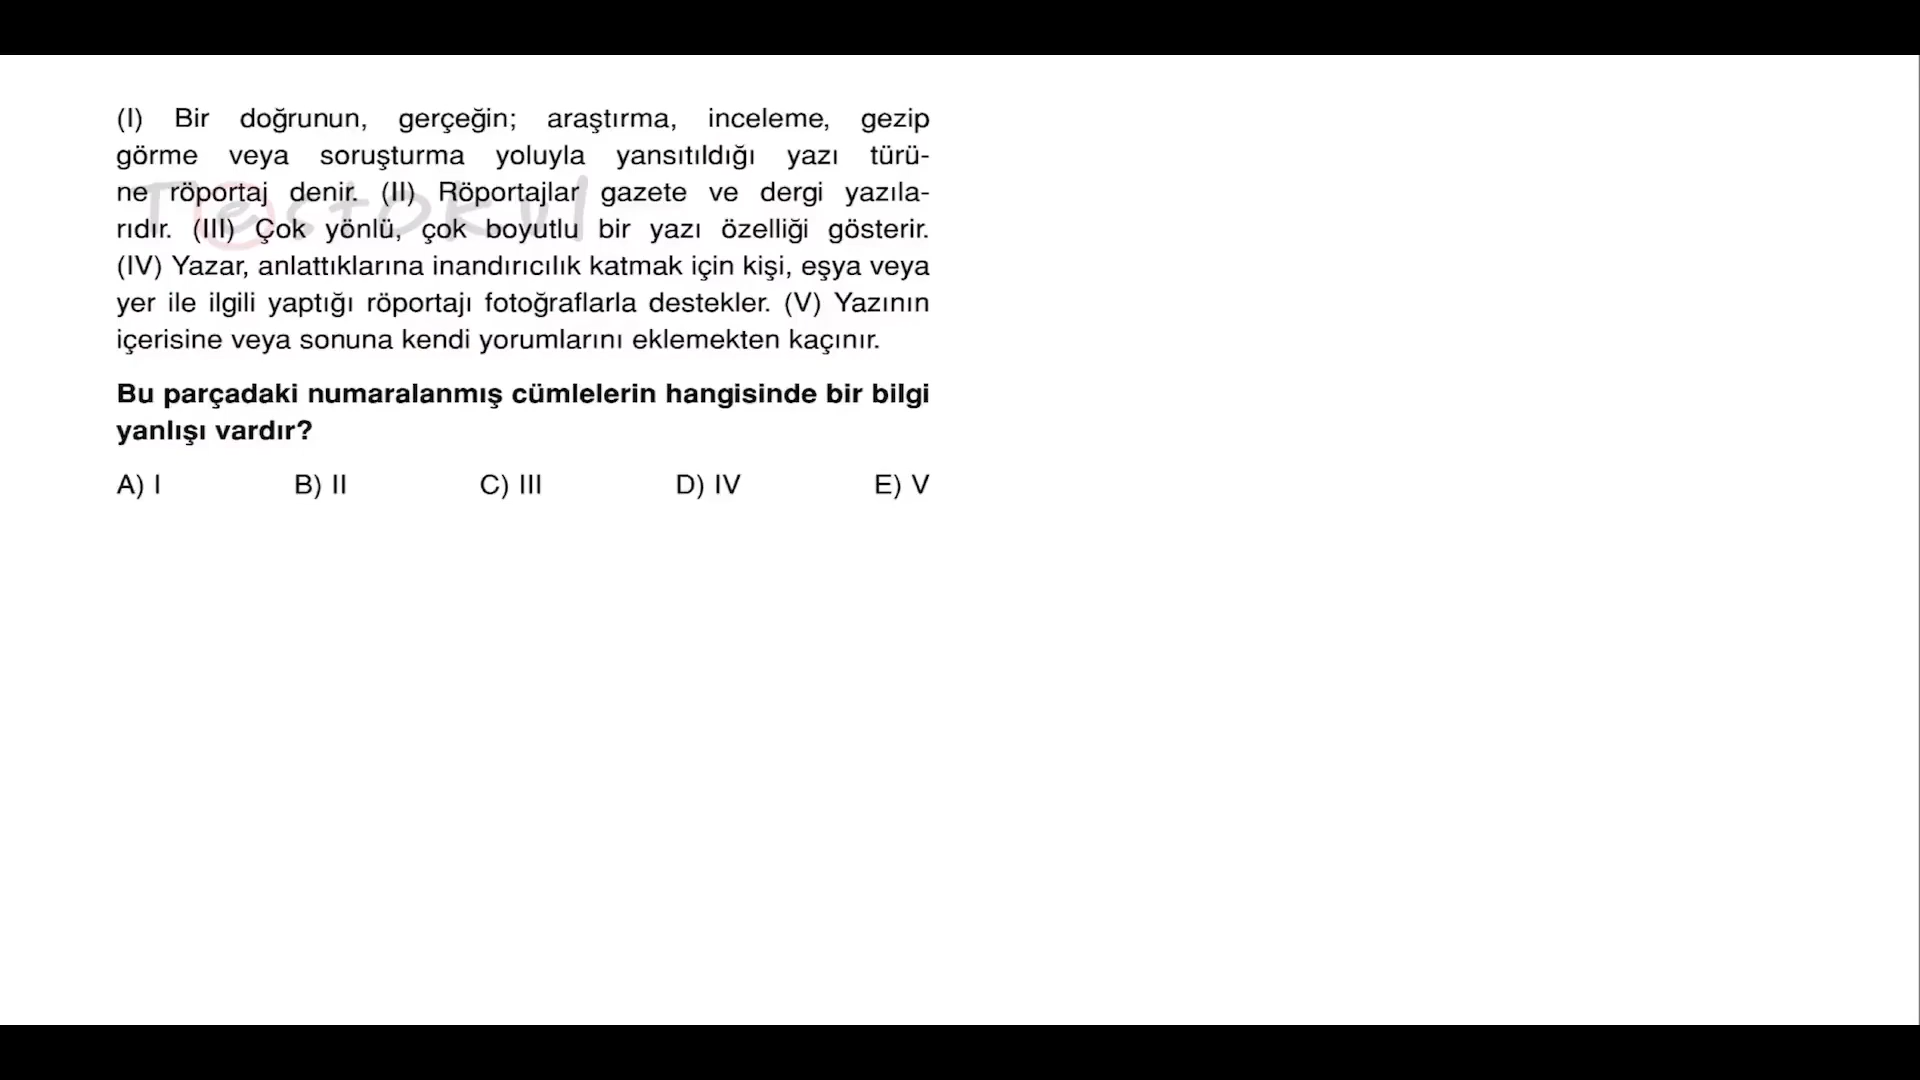 (I) Bir doğrunun, gerçeğin; araştırma, inceleme, gezip
görme veya soruşturma yoluyla yansıtıldığı yazı türü-
ne röportaj denir. (II) Röportajlar gazete ve dergi yazıla-
rıdır. (III) Çok yönlü, çok boyutlu bir yazı özelliği gösterir.
(IV) Yazar, anlattıklarına inandırıcılık katmak için kişi, eşya veya
yer ile ilgili yaptığı röportajı fotoğraflarla destekler. (V) Yazının
içerisine veya sonuna kendi yorumlarını eklemekten kaçınır.
Bu parçadaki numaralanmış cümlelerin hangisinde bir bilgi
yanlışı vardır?
A) I B) II C) III D) IV E) V
TestOkul